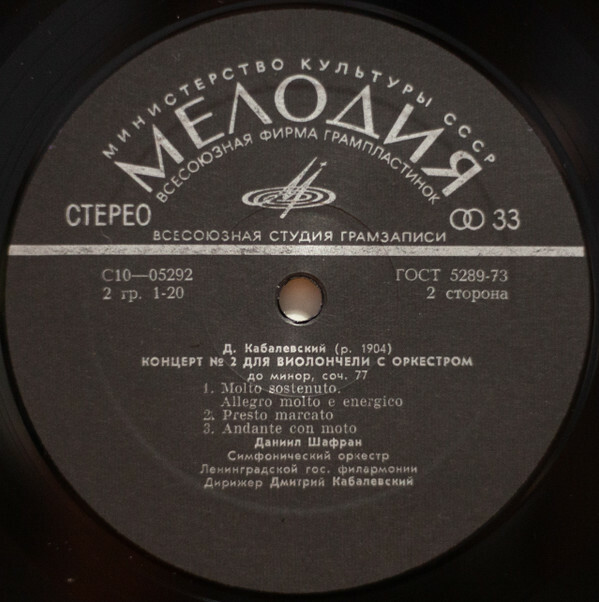 МИНИСТЕРСТВО КУЛЬТУРЫ СССР
МЕЛОДИЯ
ВСЕСОЮЗНАЯ ФИРМА ГРАМПЛАСТИНОК
СТЕРЕО
33
ВСЕСОЮЗНАЯ СТУДИЯ ГРАМЗАПИСИ
С10—05292 ГОСТ 5289-73
2 гр. 1-20 2 сторона
Д. Кабалевский (р. 1904)
КОНЦЕРТ № 2 ДЛЯ ВИОЛОНЧЕЛИ С ОРКЕСТРОМ
до минор, соч. 77
1. Molto sostenuto.
Allegro molto e energico
2. Presto marcato
3. Andante con moto
Даниил Шафран
Симфонический оркестр
Ленинградской гос. филармонии
Дирижер Дмитрий Кабалевский